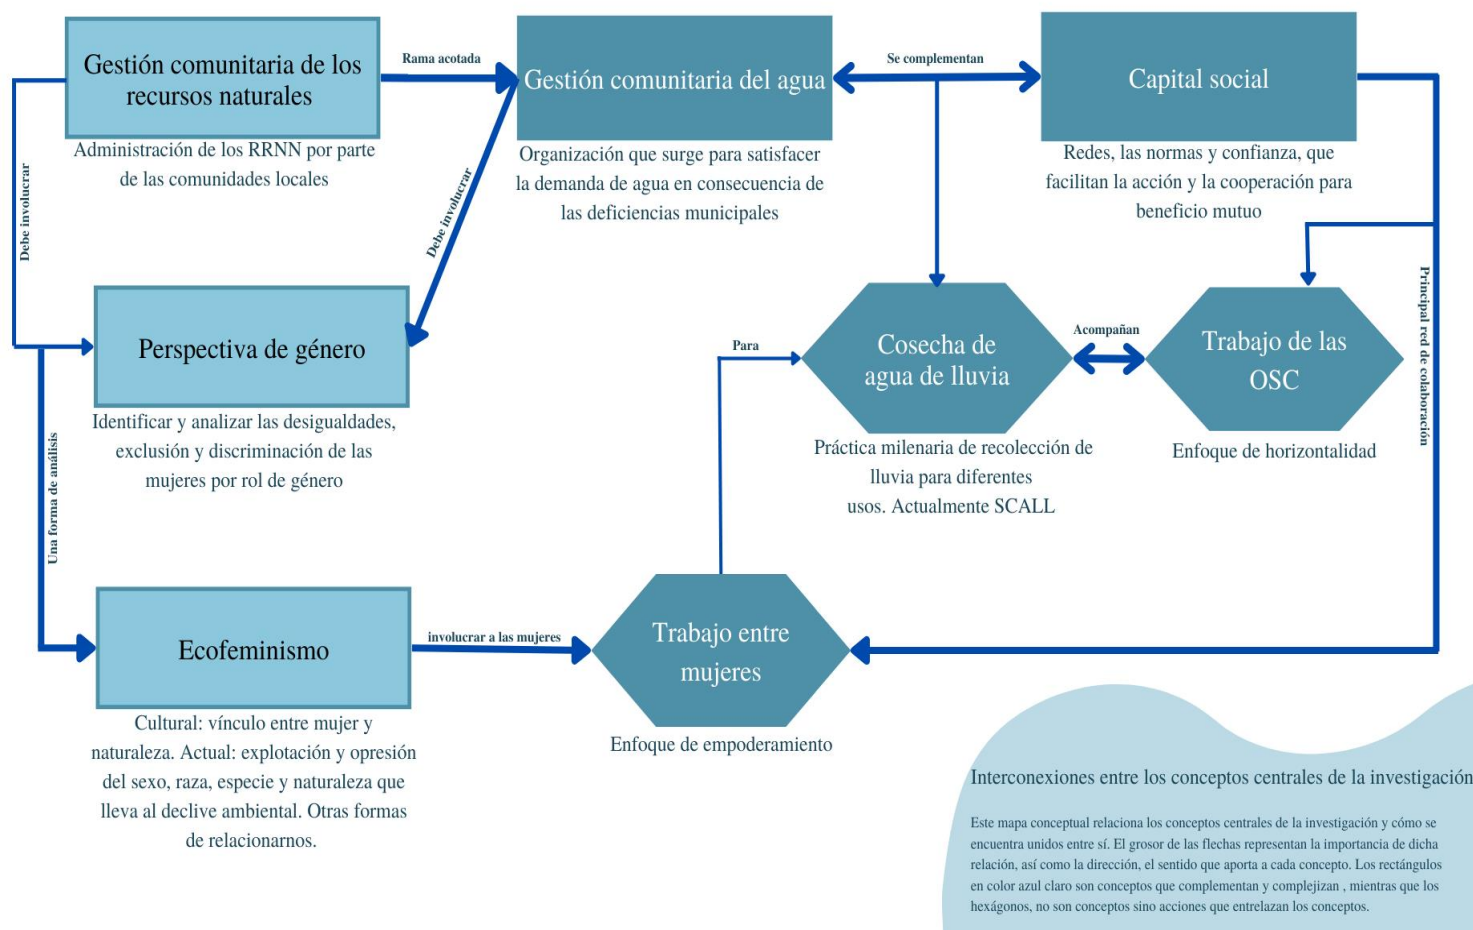 Gestión comunitaria de los
recursos naturales
Rama acotada
Gestión comunitaria del agua
Se complementan
Capital social
Administración de los RRNN por parte
de las comunidades locales
Organización que surge para satisfacer
la demanda de agua en consecuencia de
las deficiencias municipales
Redes, las normas y confianza, que
facilitan la acción y la cooperación para
beneficio mutuo
Debe involucrar
Debe involucrar
Perspectiva de género
Para
Cosecha de
agua de lluvia
Acompañan
Trabajo de las
OSC
Principal red de colaboración
Identificar y analizar las desigualdades,
exclusión y discriminación de las
mujeres por rol de género
Práctica milenaria de recolección de
lluvia para diferentes
usos. Actualmente SCALL
Enfoque de horizontalidad
Una forma de análisis
Ecofeminismo
involucrar a las mujeres
Trabajo entre
mujeres
Cultural: vínculo entre mujer y
naturaleza. Actual: explotación y opresión
del sexo, raza, especie y naturaleza que
lleva al declive ambiental. Otras formas
de relacionarnos.
Enfoque de empoderamiento
Interconexiones entre los conceptos centrales de la investigación
Este mapa conceptual relaciona los conceptos centrales de la investigación y cómo se
encuentra unidos entre sí. El grosor de las flechas representan la importancia de dicha
relación, así como la dirección, el sentido que aporta a cada concepto. Los rectángulos
en color azul claro son conceptos que complementan y complejizan , mientras que los
hexágonos, no son conceptos sino acciones que entrelazan los conceptos.